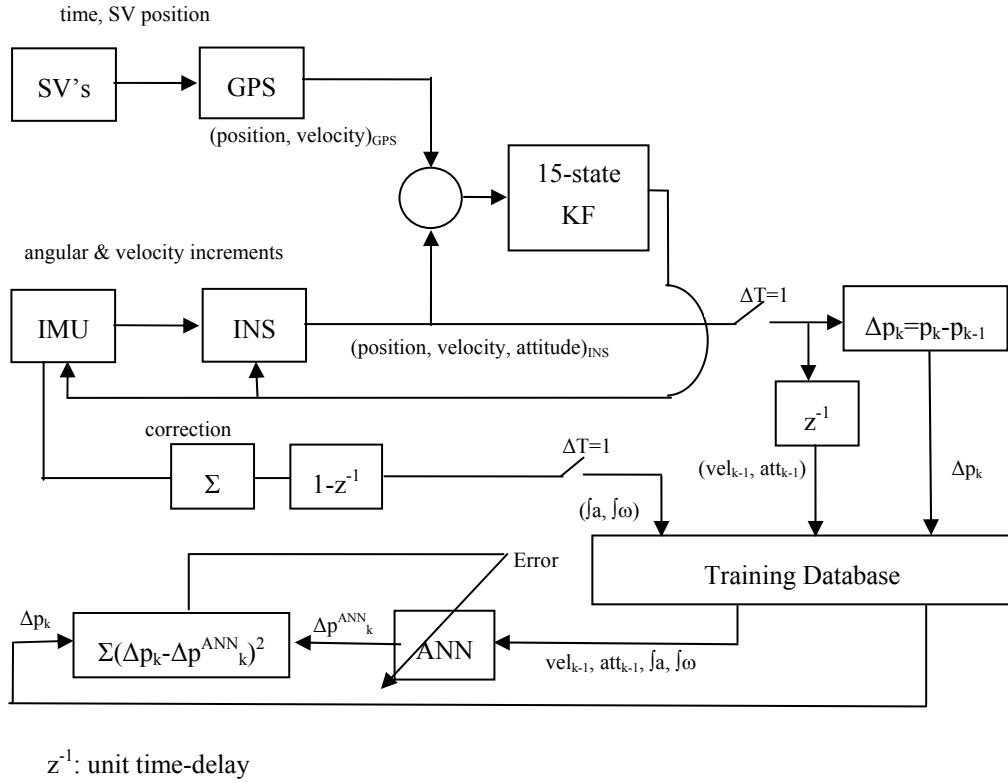 time, SV position
SV's
GPS
(position, velocity)GPS
15-state
KF
angular & velocity increments
IMU
INS
(position, velocity, attitude)INS
ΔT=1
Δpk=pk-pk-1
z-1
correction
Σ
1-z-1
ΔT=1
(velk-1, attk-1)
Δpk
(∫a, ∫ω)
Training Database
Error
Δpk
Σ(Δpk-ΔpANNk)2
ΔpANNk
ANN
velk-1, attk-1, ∫a, ∫ω
z-1: unit time-delay